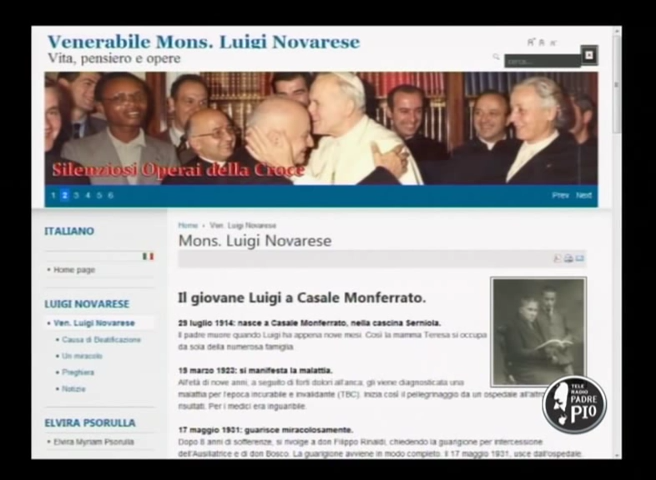 Venerabile Mons. Luigi Novarese
Vita, pensiero e opere
cerca...
Silenziosi Operai della Croce
1 2 3 4 5 6
Prev Next
ITALIANO
Home page
LUIGI NOVARESE
Ven. Luigi Novarese
Causa di Beatificazione
Un miracolo
Preghiera
Notizie
ELVIRA PSORULLA
Elvira Myriam Psorulla
Home Ven. Luigi Novarese
Mons. Luigi Novarese
Il giovane Luigi a Casale Monferrato.
29 luglio 1914: nasce a Casale Monferrato, nella cascina Serniola.
Il padre muore quando Luigi ha appena nove mesi. Così la mamma Teresa si occupa
da sola della numerosa famiglia.
19 marzo 1923: si manifesta la malattia.
All'età di nove anni, a seguito di forti dolori all'anca, gli viene diagnosticata una
malattia per l'epoca incurabile e invalidante (TBC). Inizia così il pellegrinaggio da un ospedale all'altro
risultati. Per i medici era inguaribile.
17 maggio 1931: guarisce miracolosamente.
Dopo 8 anni di sofferenze, si rivolge a don Filippo Rinaldi, chiedendo la guarigione per intercessione
dell'Ausiliatrice e di don Bosco. La guarigione avviene in modo completo. Il 17 maggio 1931, esce dall'ospedale.
TELE
RADIO
PADRE
PIO